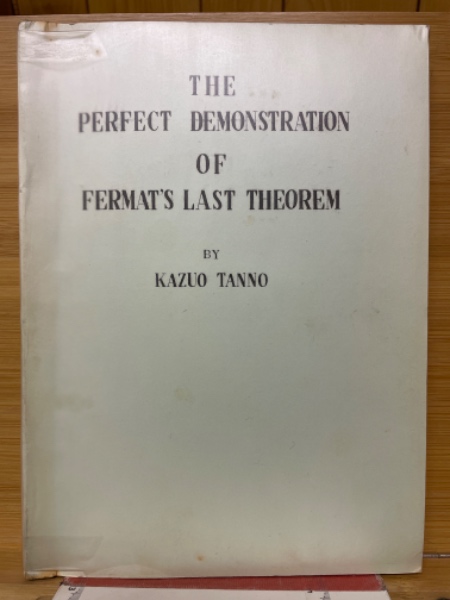 THE
PERFECT DEMONSTRATION
OF
FERMAT'S LAST THEOREM
BY
KAZUO TANNO